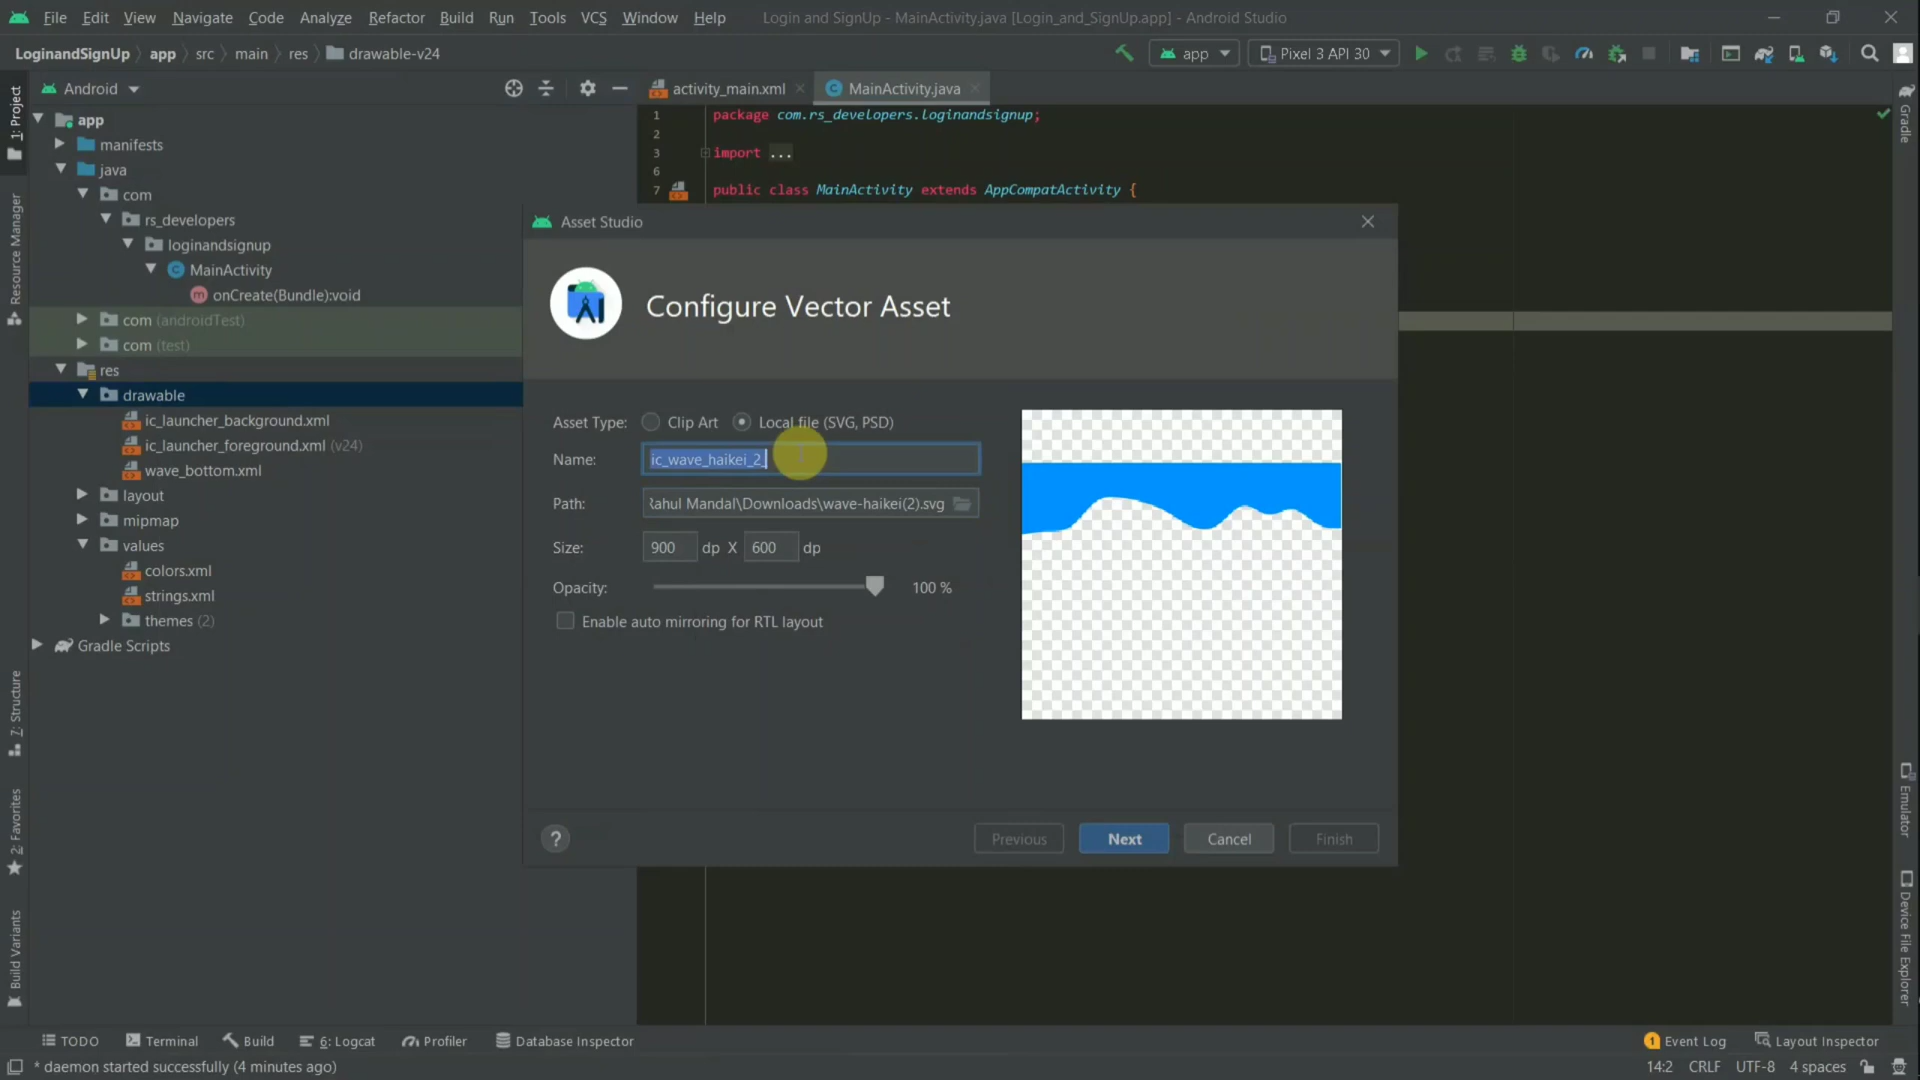 File Edit View Navigate Code Analyze Refactor Build Run Tools VCS Window Help Login and SignUp - MainActivity.java [Login_and_SignUp.app] - Android Studio
LoginandSignUp app src main res drawable-v24 app Pixel 3 API 30
1: Project
Resource Manager
7: Structure
2: Favorites
Build Variants
Android
app
manifests
java
com
rs_developers
loginandsignup
MainActivity
onCreate(Bundle):void
com (androidTest)
com (test)
res
drawable
ic_launcher_background.xml
ic_launcher_foreground.xml (v24)
wave_bottom.xml
layout
mipmap
values
colors.xml
strings.xml
themes (2)
Gradle Scripts
activity_main.xml MainActivity.java
1 package com.rs_developers.loginandsignup;
2
3 import ...
6
7 public class MainActivity extends AppCompatActivity {
Asset Studio
Configure Vector Asset
Asset Type: Clip Art Local file (SVG, PSD)
Name: ic_wave_haikei_2_
Path: Rahul Mandal\Downloads\wave-haikei(2).svg
Size: 900 dp X 600 dp
Opacity: 100 %
Enable auto mirroring for RTL layout
? Previous Next Cancel Finish
Gradle
Emulator
Device File Explorer
TODO Terminal Build 6: Logcat Profiler Database Inspector 1 Event Log Layout Inspector
* daemon started successfully (4 minutes ago) 14:2 CRLF UTF-8 4 spaces